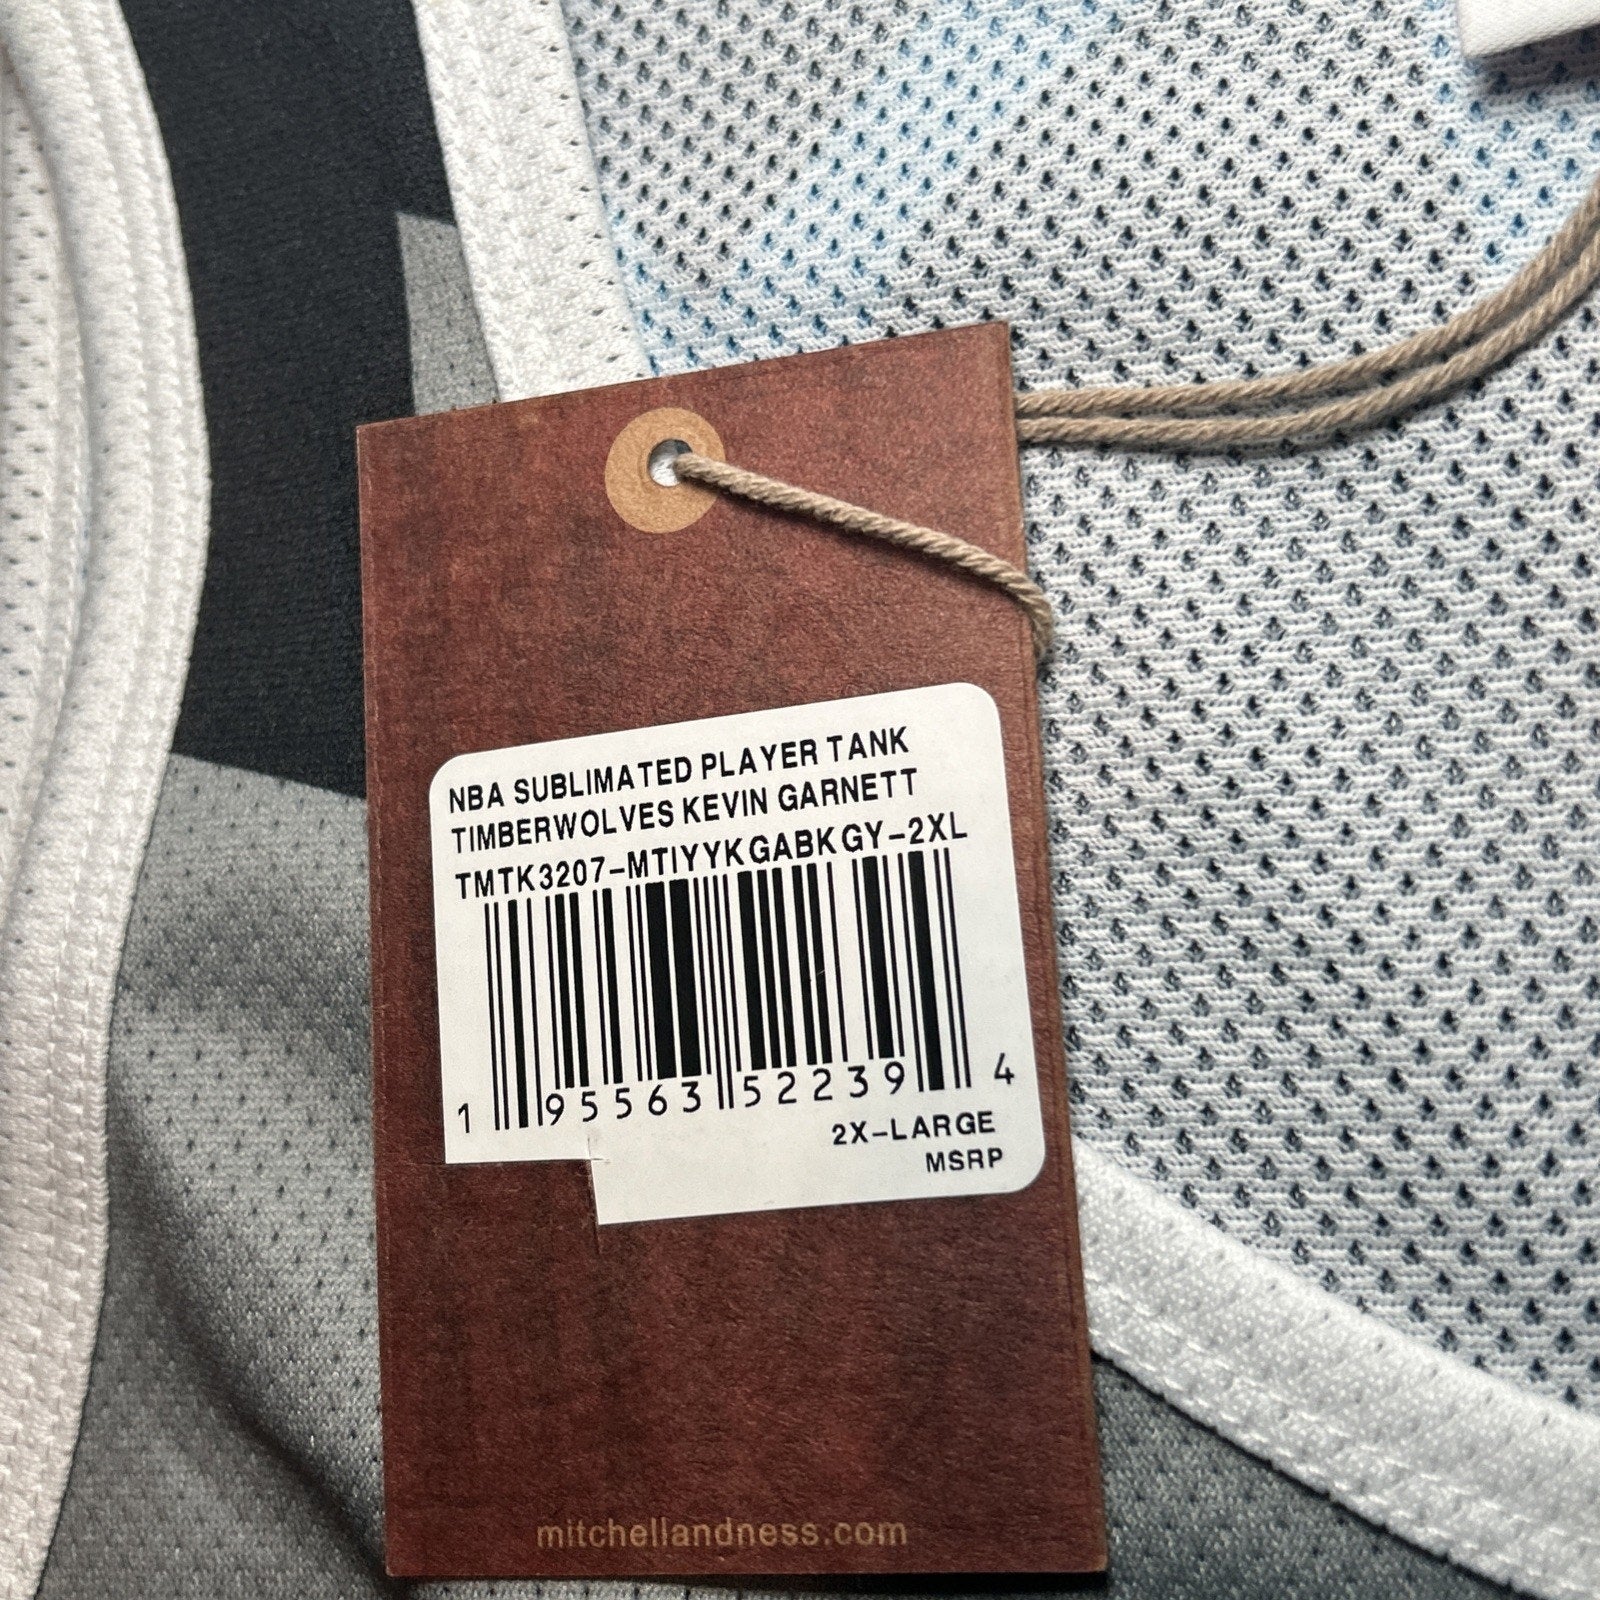 NBA SUBLIMATED PLAYER TANK
TIMBERWOLVES KEVIN GARNETT
TMTK3207-MTIYYKGABKGY-2XL
1 95563 52239 4
2X-LARGE
MSRP
mitchellandness.com